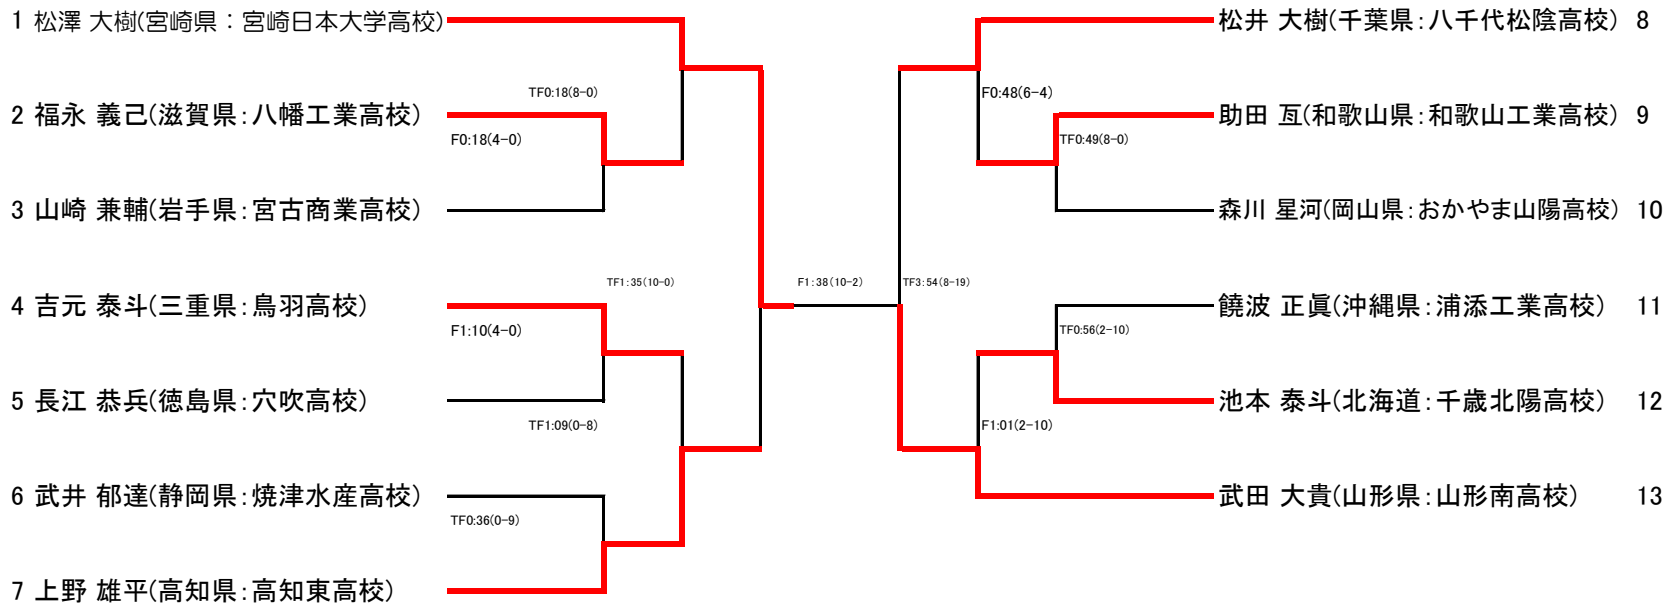 1 松澤 大樹(宮崎県：宮崎日本大学高校)
TF0:18(8-0)
2 福永 義己(滋賀県：八幡工業高校)
F0:18(4-0)
3 山崎 兼輔(岩手県：宮古商業高校)
TF1:35(10-0)
4 吉元 泰斗(三重県：鳥羽高校)
F1:10(4-0)
5 長江 恭兵(徳島県：穴吹高校)
TF1:09(0-8)
6 武井 郁達(静岡県：焼津水産高校)
TF0:36(0-9)
7 上野 雄平(高知県：高知東高校)
F1:38(10-2)
松井 大樹(千葉県：八千代松陰高校) 8
F0:48(6-4)
助田 亙(和歌山県：和歌山工業高校) 9
TF0:49(8-0)
森川 星河(岡山県：おかやま山陽高校) 10
TF3:54(8-19)
饒波 正眞(沖縄県：浦添工業高校) 11
TF0:56(2-10)
池本 泰斗(北海道：千歳北陽高校) 12
F1:01(2-10)
武田 大貴(山形県：山形南高校) 13